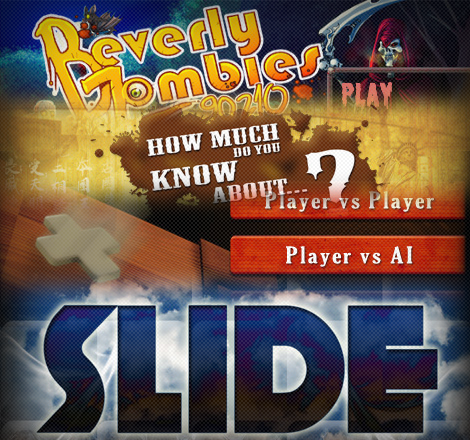 Beverly
Zombies
90210
PLAY
HOW MUCH
DO YOU
KNOW
ABOUT....?
Player vs Player
Player vs AI
SLIDE